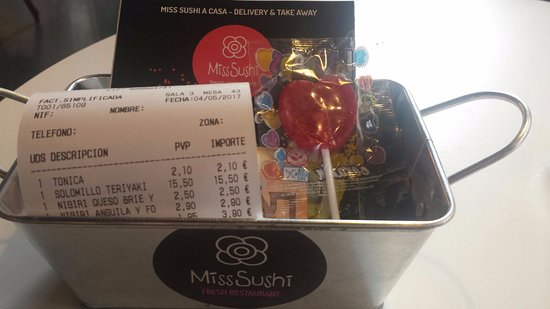 MISS SUSHI A CASA – DELIVERY & TAKE AWAY
MissSushi
FACT.SIMPLIFICADA SALA 3 MESA 43
T001/65109 FECHA:04/05/2017
NIF: NOMBRE:
TELEFONO: ZONA:
UDS DESCRIPCION PVP IMPORTE
1 TONICA 2,10 2,10 €
1 SOLOMILLO TERIYAKI 15,50 15,50 €
1 NIGIRI QUESO BRIE Y 2,50 2,50 €
1 NIGIRI ANGUILA Y FO 2,90 2,90 €
1,95 3,90 €
MissSushi
FRESH RESTAURANT